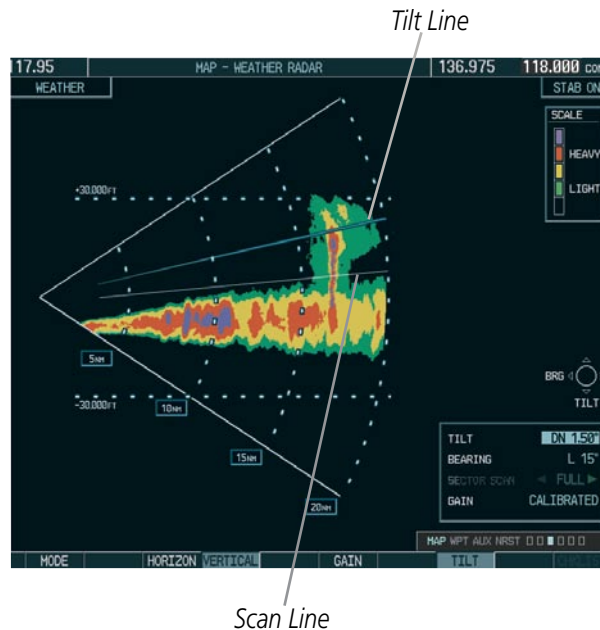 Tilt Line
17.95 MAP - WEATHER RADAR 136.975 118.000 COM
WEATHER STAB ON
SCALE
HEAVY
LIGHT
+30.000FT
5NM
-30.000FT
10NM
15NM
20NM
BRG
TILT
TILT DN 1.50°
BEARING L 15°
SECTOR SCAN FULL
GAIN CALIBRATED
MAP WPT AUX NRST
MODE HORIZON VERTICAL GAIN TILT
Scan Line